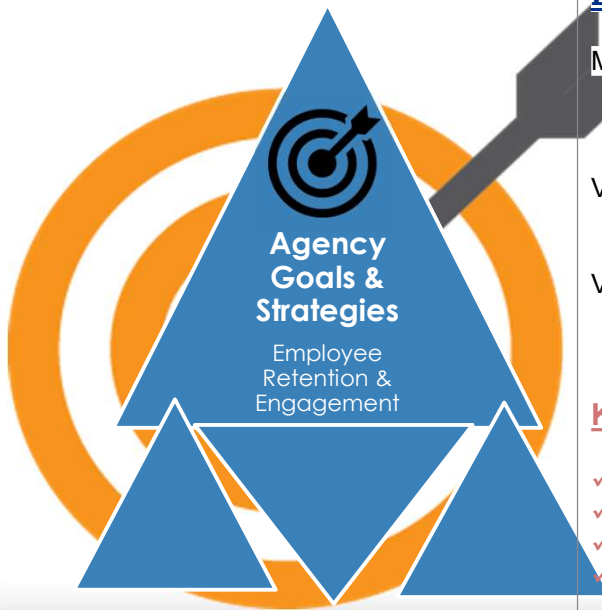 Agency
Goals &
Strategies
Employee
Retention &
Engagement
M
V
V
K